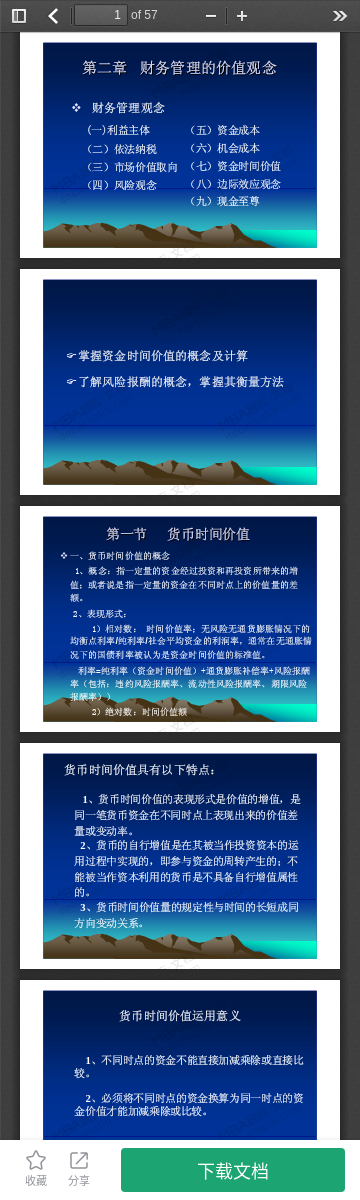 1 of 57
第二章 财务管理的价值观念
❖ 财务管理观念
(一)利益主体
（二）依法纳税
（三）市场价值取向
（四）风险观念
（五）资金成本
（六）机会成本
（七）资金时间价值
（八）边际效应观念
（九）现金至尊
☞掌握资金时间价值的概念及计算
☞了解风险报酬的概念，掌握其衡量方法
第一节 货币时间价值
❖一、货币时间价值的概念
1、概念：指一定量的资金经过投资和再投资所带来的增
值；或者说是指一定量的资金在不同时点上的价值量的差
额。
2、表现形式：
1）相对数： 时间价值率；无风险无通货膨胀情况下的
均衡点利率/纯利率/社会平均资金的利润率。通常在无通胀情
况下的国债利率被认为是资金时间价值的标准值。
利率=纯利率（资金时间价值）+通货膨胀补偿率+风险报酬
率（包括：违约风险报酬率、流动性风险报酬率、期限风险
报酬率））
2）绝对数：时间价值额
货币时间价值具有以下特点：
1、货币时间价值的表现形式是价值的增值，是
同一笔货币资金在不同时点上表现出来的价值差
量或变动率。
2、货币的自行增值是在其被当作投资资本的运
用过程中实现的，即参与资金的周转产生的；不
能被当作资本利用的货币是不具备自行增值属性
的。
3、货币时间价值量的规定性与时间的长短成同
方向变动关系。
货币时间价值运用意义
1、不同时点的资金不能直接加减乘除或直接比
较。
2、必须将不同时点的资金换算为同一时点的资
金价值才能加减乘除或比较。
收藏
分享
下载文档